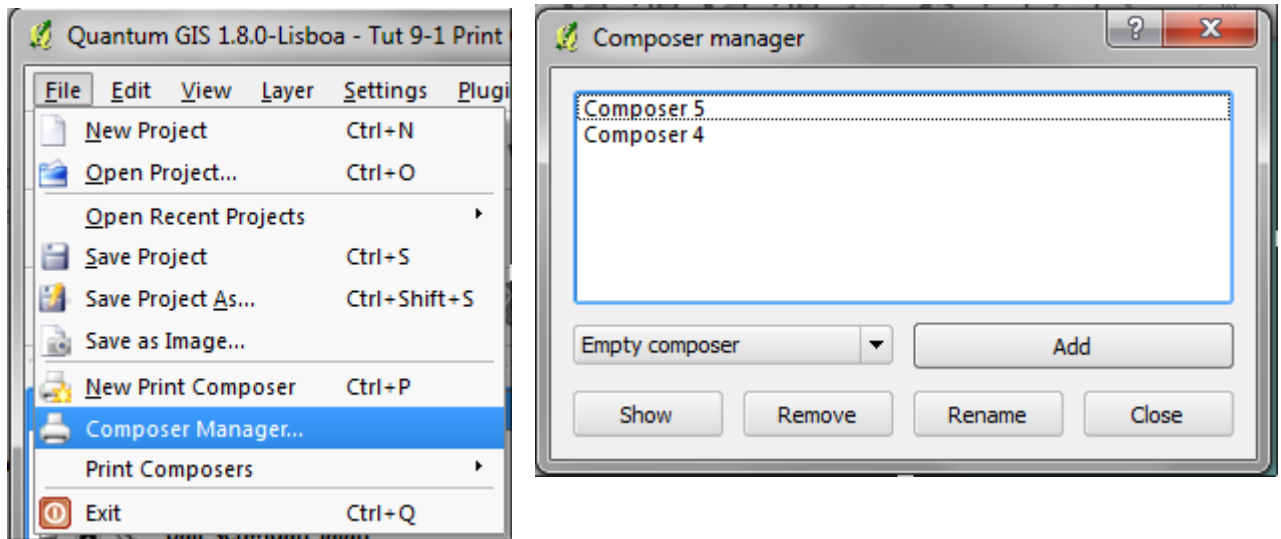 Quantum GIS 1.8.0-Lisboa - Tut 9-1 Print
File Edit View Layer Settings Plugi
New Project Ctrl+N
Open Project... Ctrl+O
Open Recent Projects
Save Project Ctrl+S
Save Project As... Ctrl+Shift+S
Save as Image...
New Print Composer Ctrl+P
Composer Manager...
Print Composers
Exit Ctrl+Q
Composer manager
Composer 5
Composer 4
Empty composer Add
Show Remove Rename Close